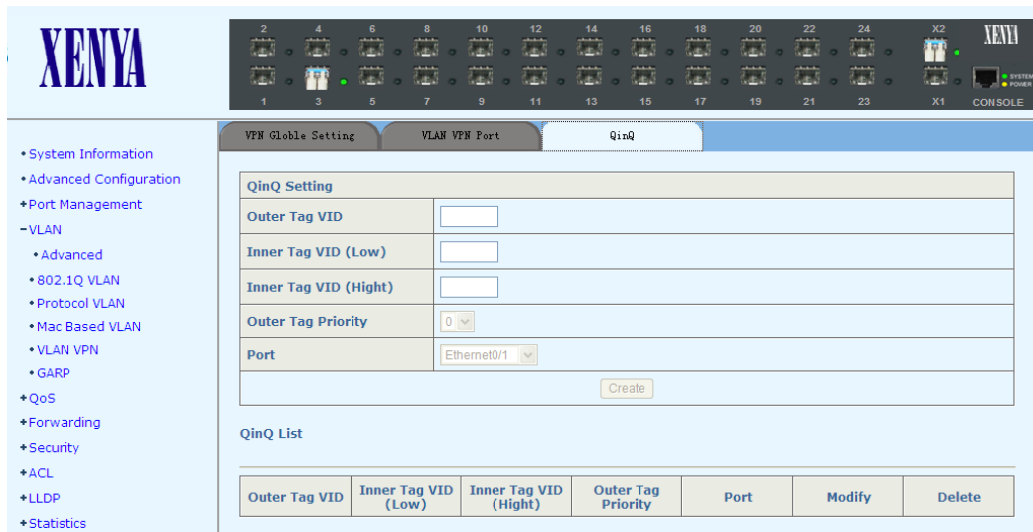 XENYA
2 4 6 8 10 12 14 16 18 20 22 24 X2
XENYA
SYSTEM
POWER
1 3 5 7 9 11 13 15 17 19 21 23 X1 CONSOLE
VPN Globle Setting VLAN VPN Port QinQ
System Information
Advanced Configuration
+Port Management
-VLAN
Advanced
802.1Q VLAN
Protocol VLAN
Mac Based VLAN
VLAN VPN
GARP
+QoS
+Forwarding
+Security
+ACL
+LLDP
+Statistics
QinQ Setting
Outer Tag VID
Inner Tag VID (Low)
Inner Tag VID (Hight)
Outer Tag Priority 0
Port Ethernet0/1
Create
QinQ List
Outer Tag VID Inner Tag VID (Low) Inner Tag VID (Hight) Outer Tag Priority Port Modify Delete